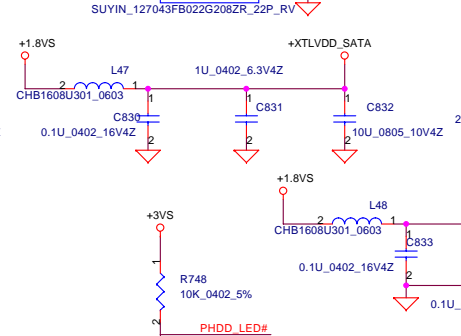 SUYIN_127043FB022G208ZR_22P_RV
+1.8VS
+XTLVDD_SATA
L47
1U_0402_6.3V4Z
2
1
CHB1608U301_0603
1
1
1
C830
C831
C832
0.1U_0402_16V4Z
10U_0805_10V4Z
2
2
2
2
+1.8VS
L48
2
1
CHB1608U301_0603
1
C833
0.1U_0402_16V4Z
2
0.1U_
+3VS
1
R748
10K_0402_5%
2
PHDD_LED#